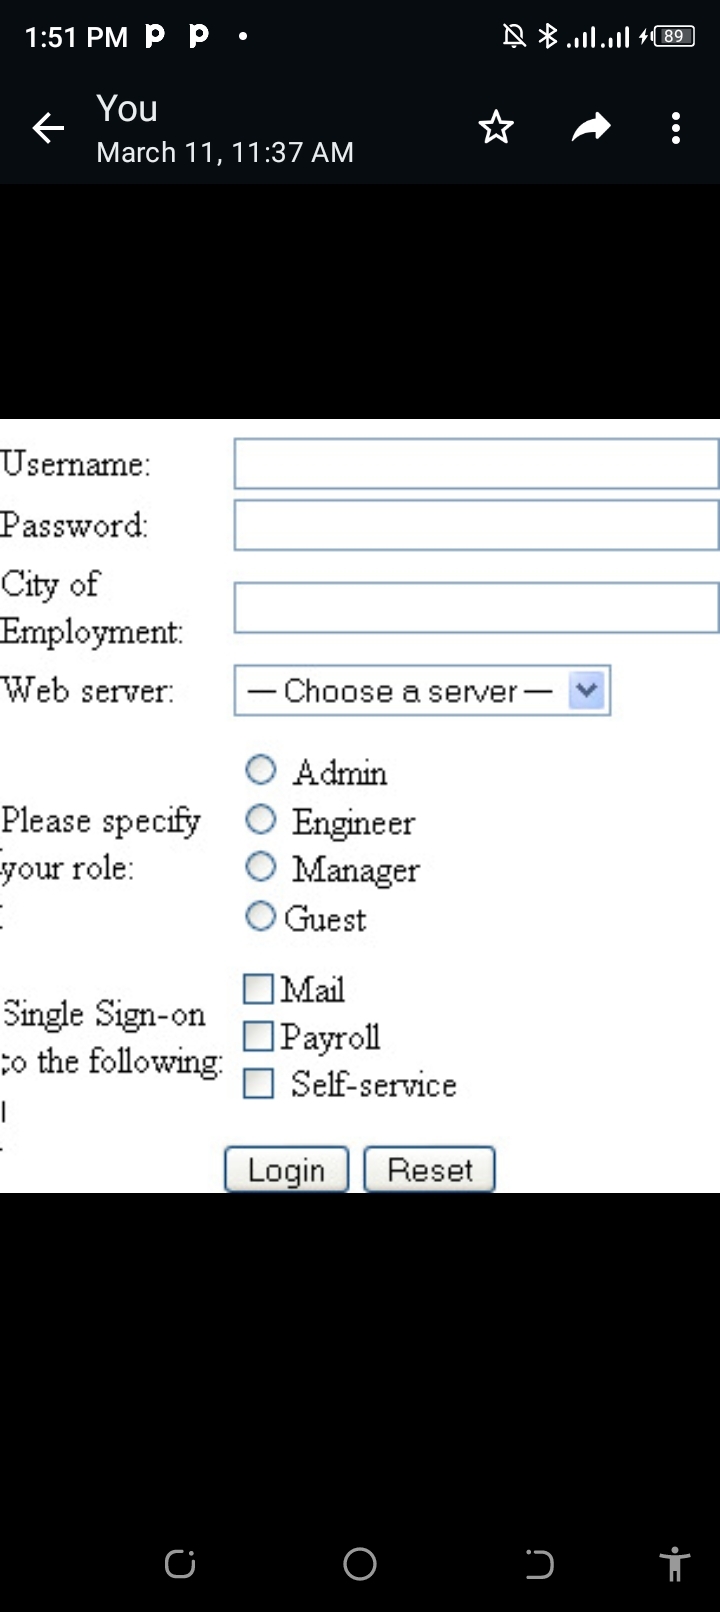 1:51 PM P P
89
You
March 11, 11:37 AM
Username:
Password:
City of
Employment:
Web server:
— Choose a server —
Admin
Please specify
Engineer
your role:
Manager
Guest
Mail
Single Sign-on
Payroll
to the following:
Self-service
Login Reset